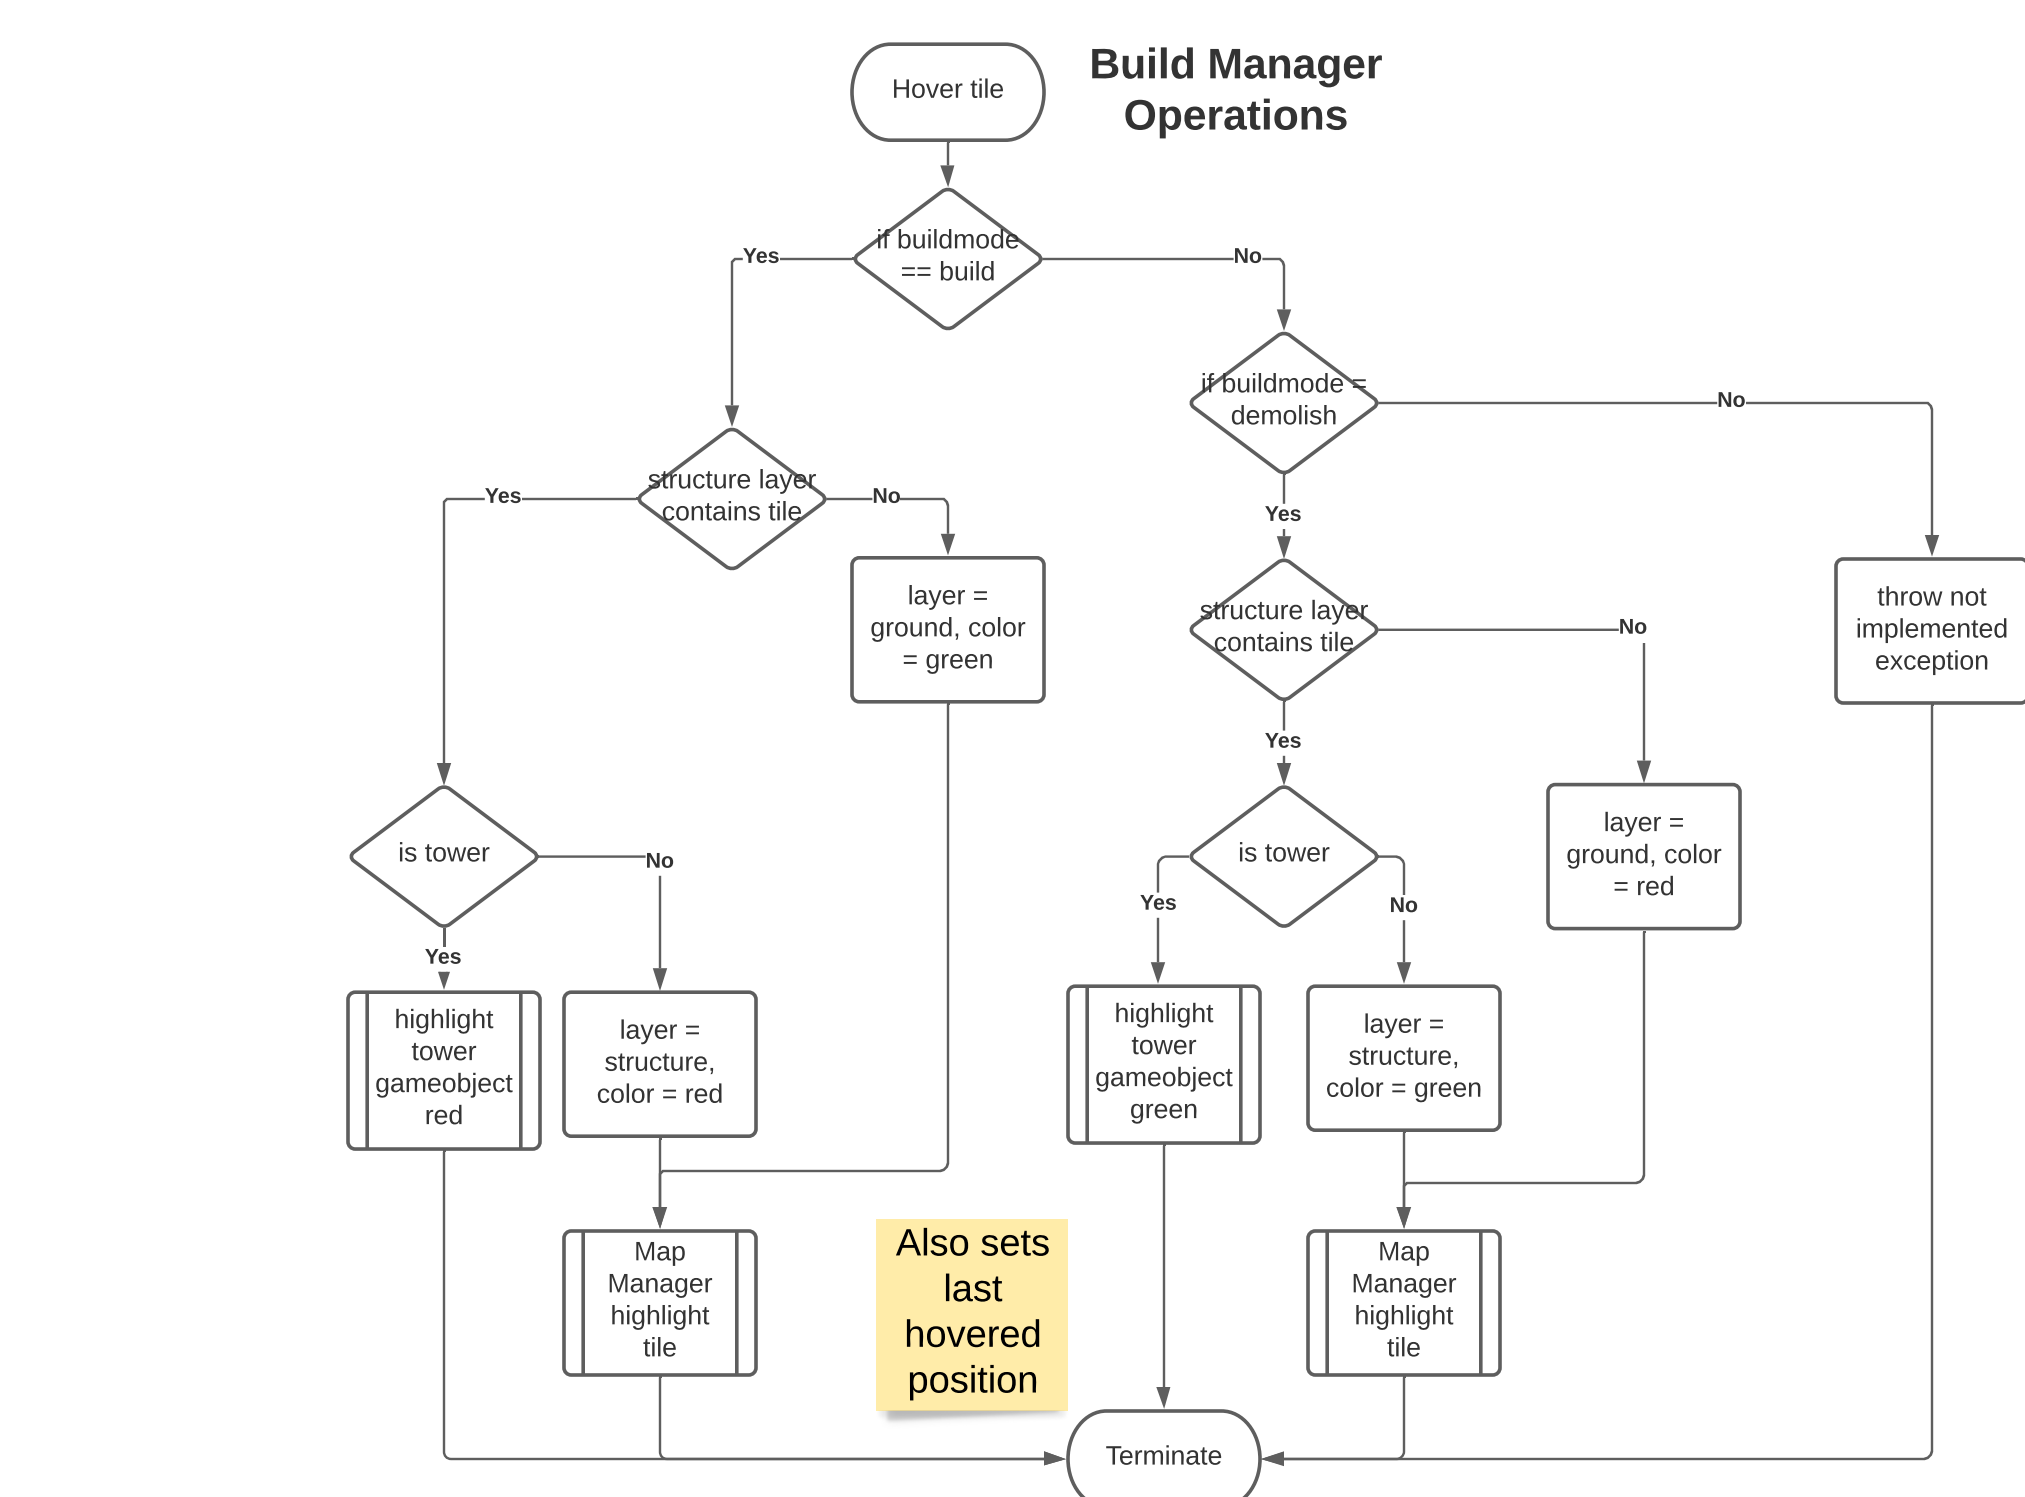 Hover tile
Build Manager
Operations
if buildmode
== build
Yes
No
if buildmode =
demolish
No
structure layer
contains tile
Yes
No
Yes
layer =
ground, color
= green
structure layer
contains tile
No
throw not
implemented
exception
Yes
is tower
No
Yes
is tower
Yes
No
layer =
ground, color
= red
highlight
tower
gameobject
red
layer =
structure,
color = red
highlight
tower
gameobject
green
layer =
structure,
color = green
Map
Manager
highlight
tile
Also sets
last
hovered
position
Map
Manager
highlight
tile
Terminate